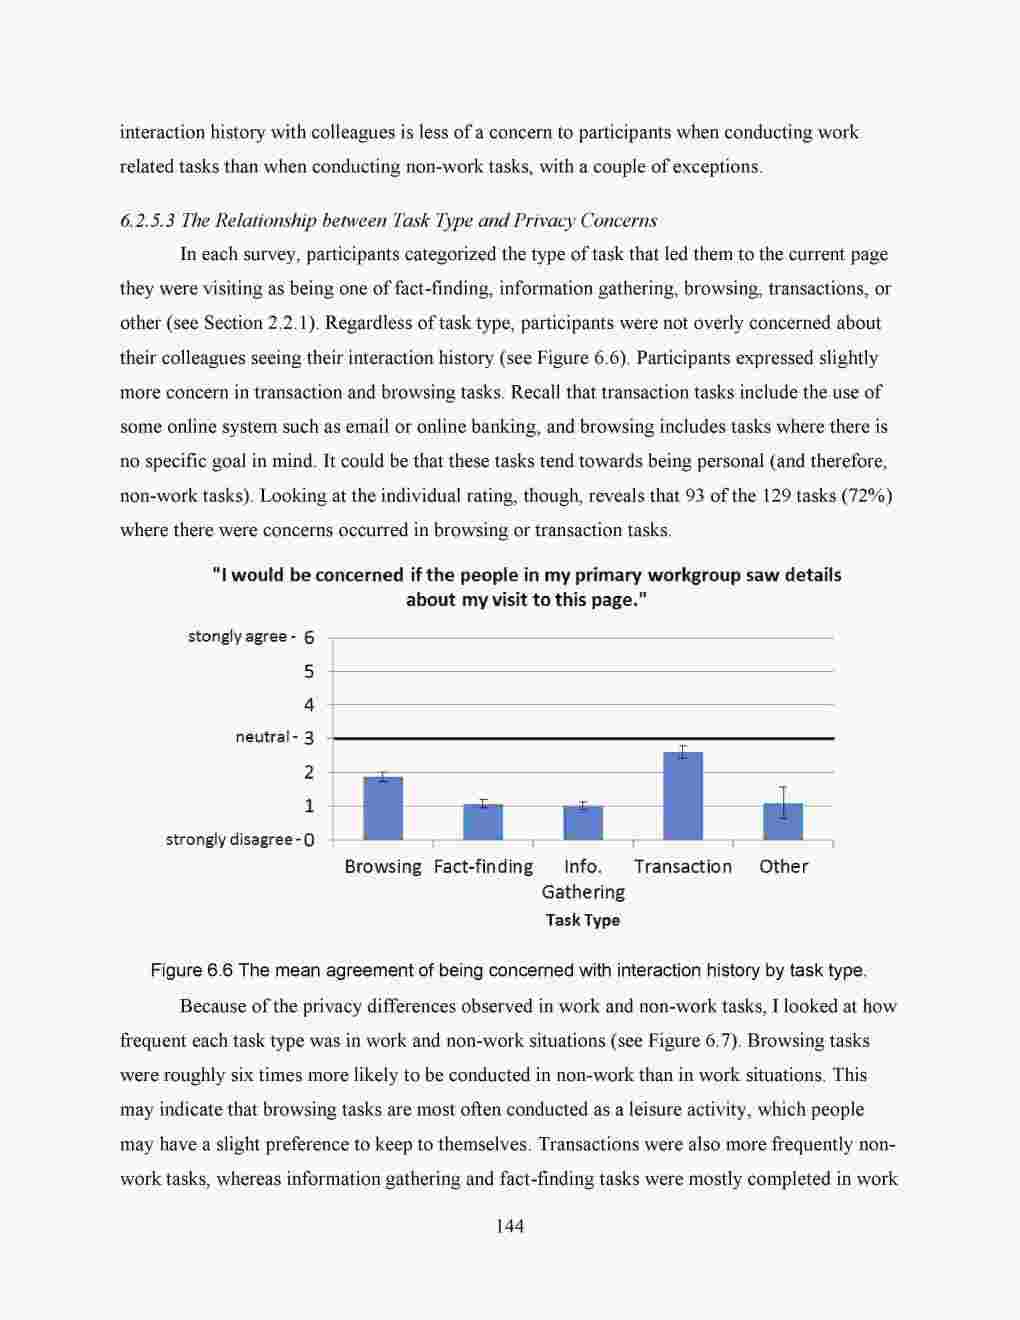 interaction history with colleagues is less of a concern to participants when conducting work
related tasks than when conducting non-work tasks, with a couple of exceptions.
6.2.5.3 The Relationship between Task Type and Privacy Concerns
In each survey, participants categorized the type of task that led them to the current page
they were visiting as being one of fact-finding, information gathering, browsing, transactions, or
other (see Section 2.2.1). Regardless of task type, participants were not overly concerned about
their colleagues seeing their interaction history (see Figure 6.6). Participants expressed slightly
more concern in transaction and browsing tasks. Recall that transaction tasks include the use of
some online system such as email or online banking, and browsing includes tasks where there is
no specific goal in mind. It could be that these tasks tend towards being personal (and therefore,
non-work tasks). Looking at the individual rating, though, reveals that 93 of the 129 tasks (72%)
where there were concerns occurred in browsing or transaction tasks.
"I would be concerned if the people in my primary workgroup saw details
about my visit to this page."
stongly agree - 6
5
4
neutral - 3
2
1
strongly disagree - 0
Browsing Fact-finding Info. Transaction Other
Gathering
Task Type
Figure 6.6 The mean agreement of being concerned with interaction history by task type.
Because of the privacy differences observed in work and non-work tasks, I looked at how
frequent each task type was in work and non-work situations (see Figure 6.7). Browsing tasks
were roughly six times more likely to be conducted in non-work than in work situations. This
may indicate that browsing tasks are most often conducted as a leisure activity, which people
may have a slight preference to keep to themselves. Transactions were also more frequently non-
work tasks, whereas information gathering and fact-finding tasks were mostly completed in work
144